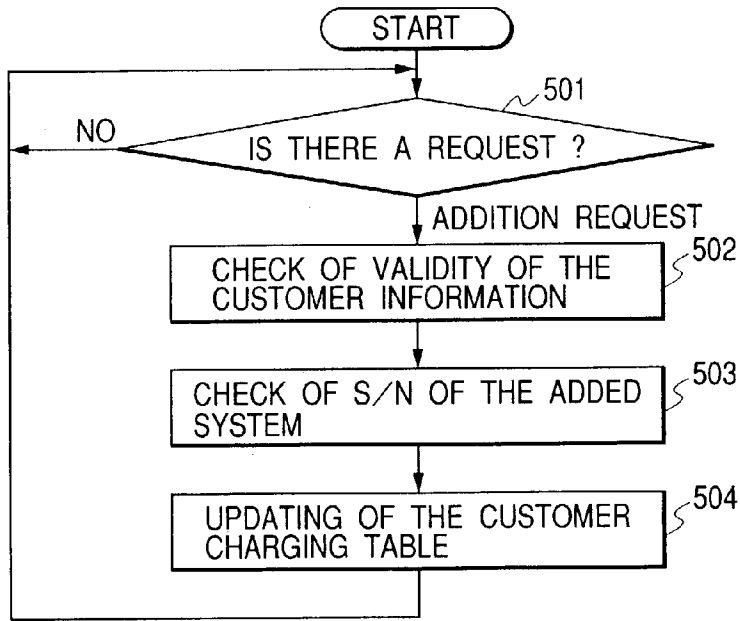 START
501
NO
IS THERE A REQUEST ?
ADDITION REQUEST
502
CHECK OF VALIDITY OF THE
CUSTOMER INFORMATION
503
CHECK OF S/N OF THE ADDED
SYSTEM
504
UPDATING OF THE CUSTOMER
CHARGING TABLE